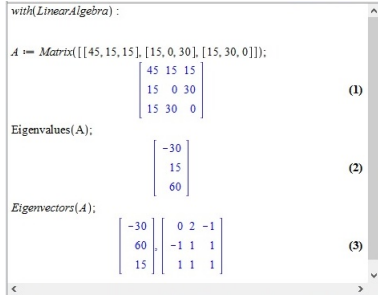 with(LinearAlgebra) :
A := Matrix([[45, 15, 15], [15, 0, 30], [15, 30, 0]]);
45 15 15
15 0 30 (1)
15 30 0
Eigenvalues(A);
-30
15 (2)
60
Eigenvectors(A);
-30 0 2 -1
60 , -1 1 1 (3)
15 1 1 1